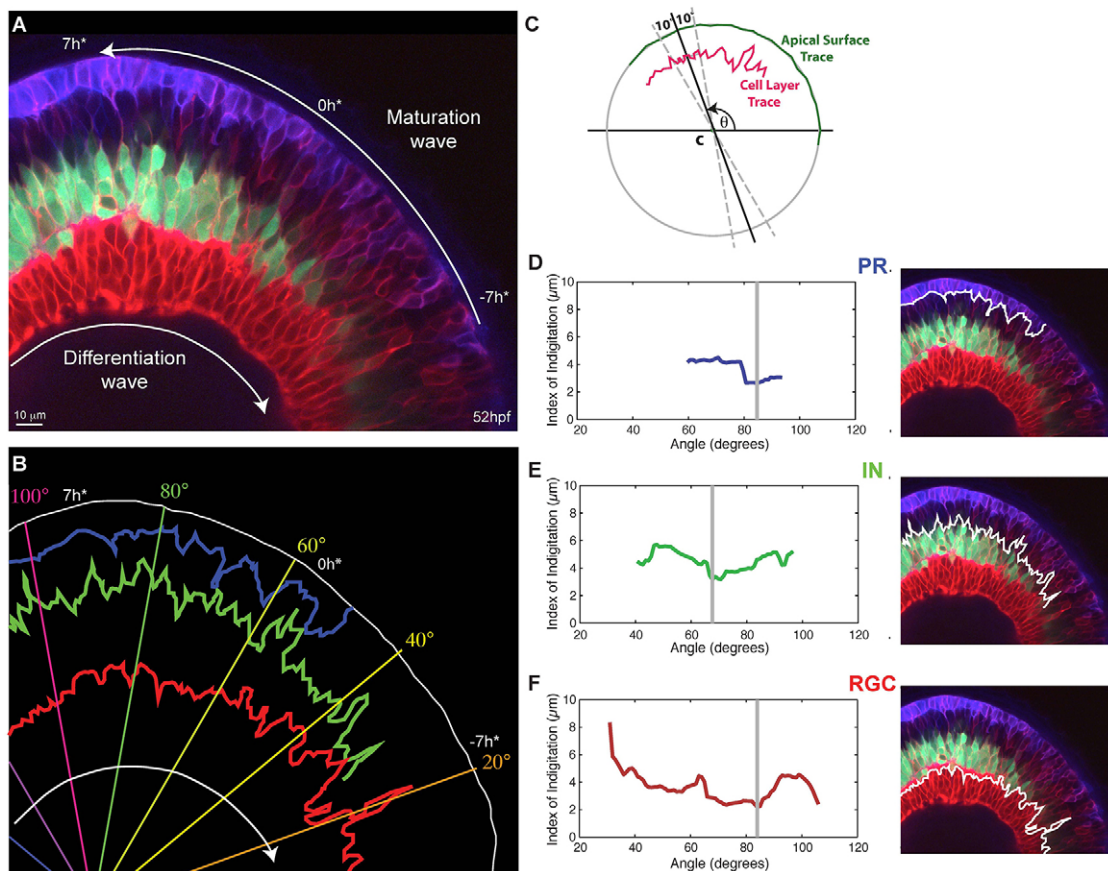 A
7h*
0h*
Maturation
wave
-7h*
Differentiation
wave
10 μm
52hpf
B
100°
7h*
80°
60°
0h*
40°
-7h*
20°
C
10°
10°
Apical Surface
Trace
Cell Layer
Trace
θ
c
D
PR
Index of Indigitation (μm)
10
8
6
4
2
0
20
40
60
80
100
120
Angle (degrees)
E
IN
Index of Indigitation (μm)
10
8
6
4
2
0
20
40
60
80
100
120
Angle (degrees)
F
RGC
Index of Indigitation (μm)
10
8
6
4
2
0
20
40
60
80
100
120
Angle (degrees)